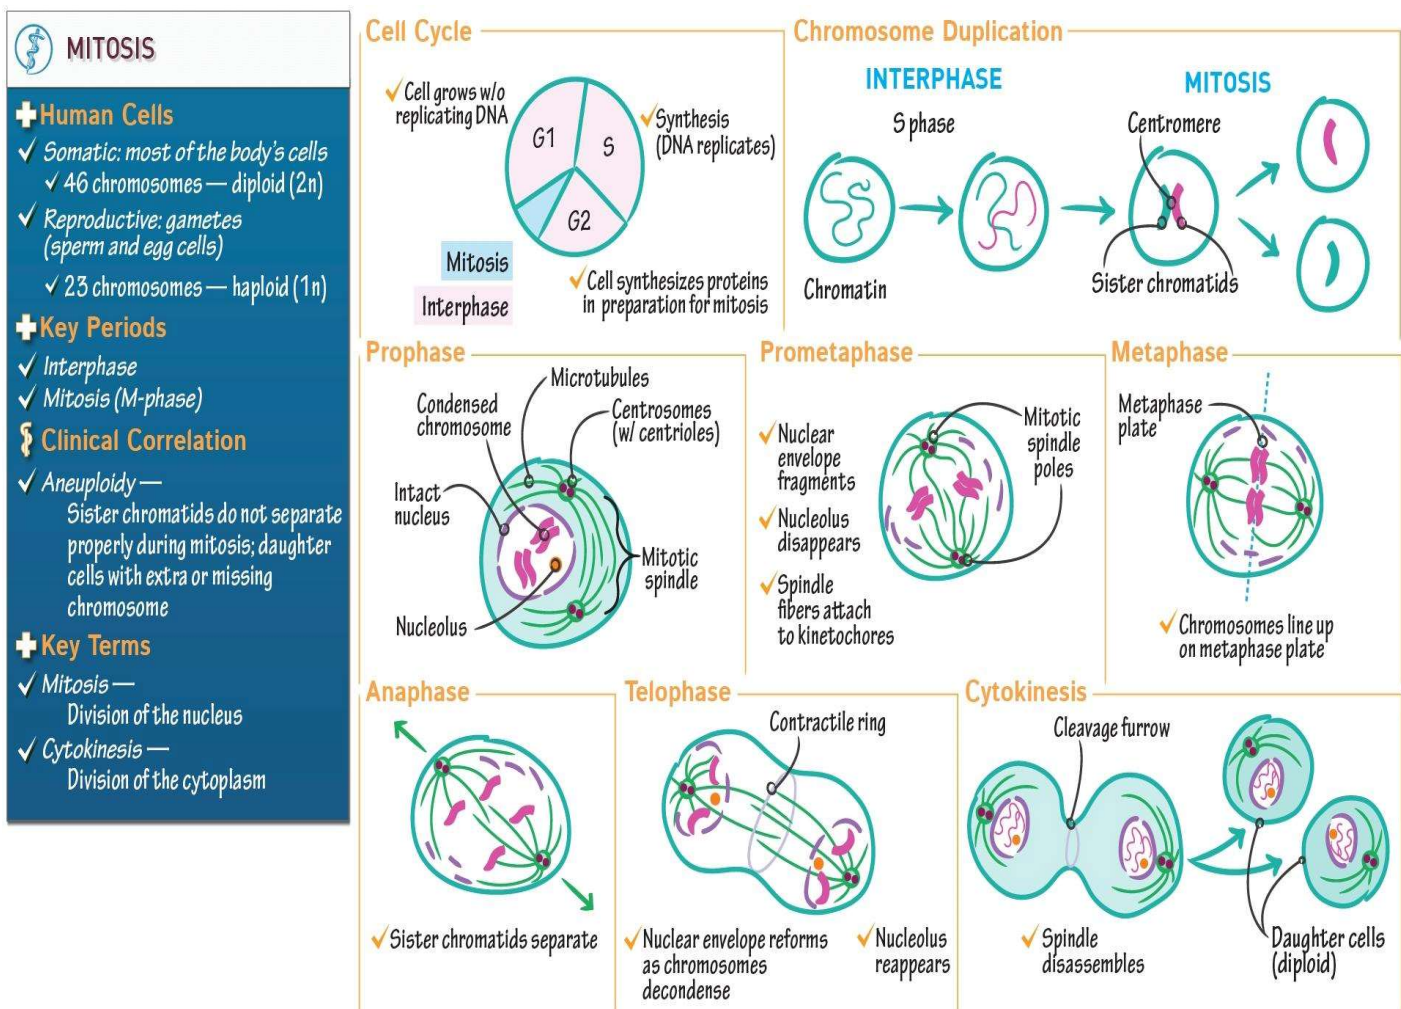 MITOSIS
Human Cells
Somatic: most of the body's cells
46 chromosomes — diploid (2n)
Reproductive: gametes
(sperm and egg cells)
23 chromosomes — haploid (1n)
Key Periods
Interphase
Mitosis (M-phase)
Clinical Correlation
Aneuploidy —
Sister chromatids do not separate
properly during mitosis; daughter
cells with extra or missing
chromosome
Key Terms
Mitosis —
Division of the nucleus
Cytokinesis —
Division of the cytoplasm
Cell Cycle
Cell grows w/o
replicating DNA
G1
S
G2
Synthesis
(DNA replicates)
Mitosis
Interphase
Cell synthesizes proteins
in preparation for mitosis
Chromosome Duplication
INTERPHASE
MITOSIS
S phase
Centromere
Chromatin
Sister chromatids
Prophase
Microtubules
Condensed
chromosome
Centrosomes
(w/ centrioles)
Intact
nucleus
Mitotic
spindle
Nucleolus
Prometaphase
Nuclear
envelope
fragments
Nucleolus
disappears
Spindle
fibers attach
to kinetochores
Mitotic
spindle
poles
Metaphase
Metaphase
plate
Chromosomes line up
on metaphase plate
Anaphase
Sister chromatids separate
Telophase
Contractile ring
Nuclear envelope reforms
as chromosomes
decondense
Nucleolus
reappears
Cytokinesis
Cleavage furrow
Spindle
disassembles
Daughter cells
(diploid)